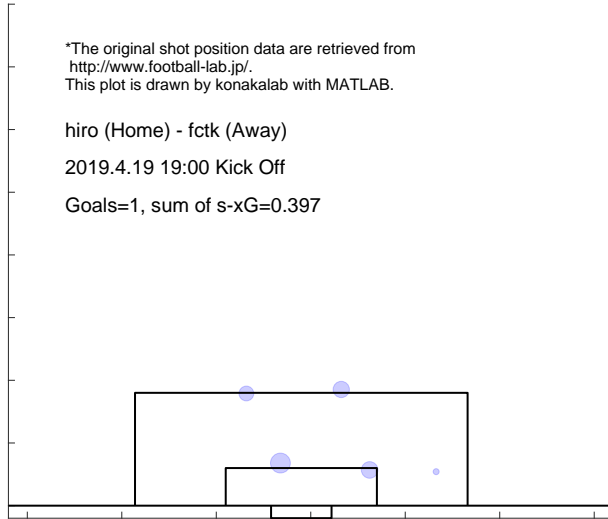 *The original shot position data are retrieved from
http://www.football-lab.jp/.
This plot is drawn by konakalab with MATLAB.
hiro (Home) - fctk (Away)
2019.4.19 19:00 Kick Off
Goals=1, sum of s-xG=0.397